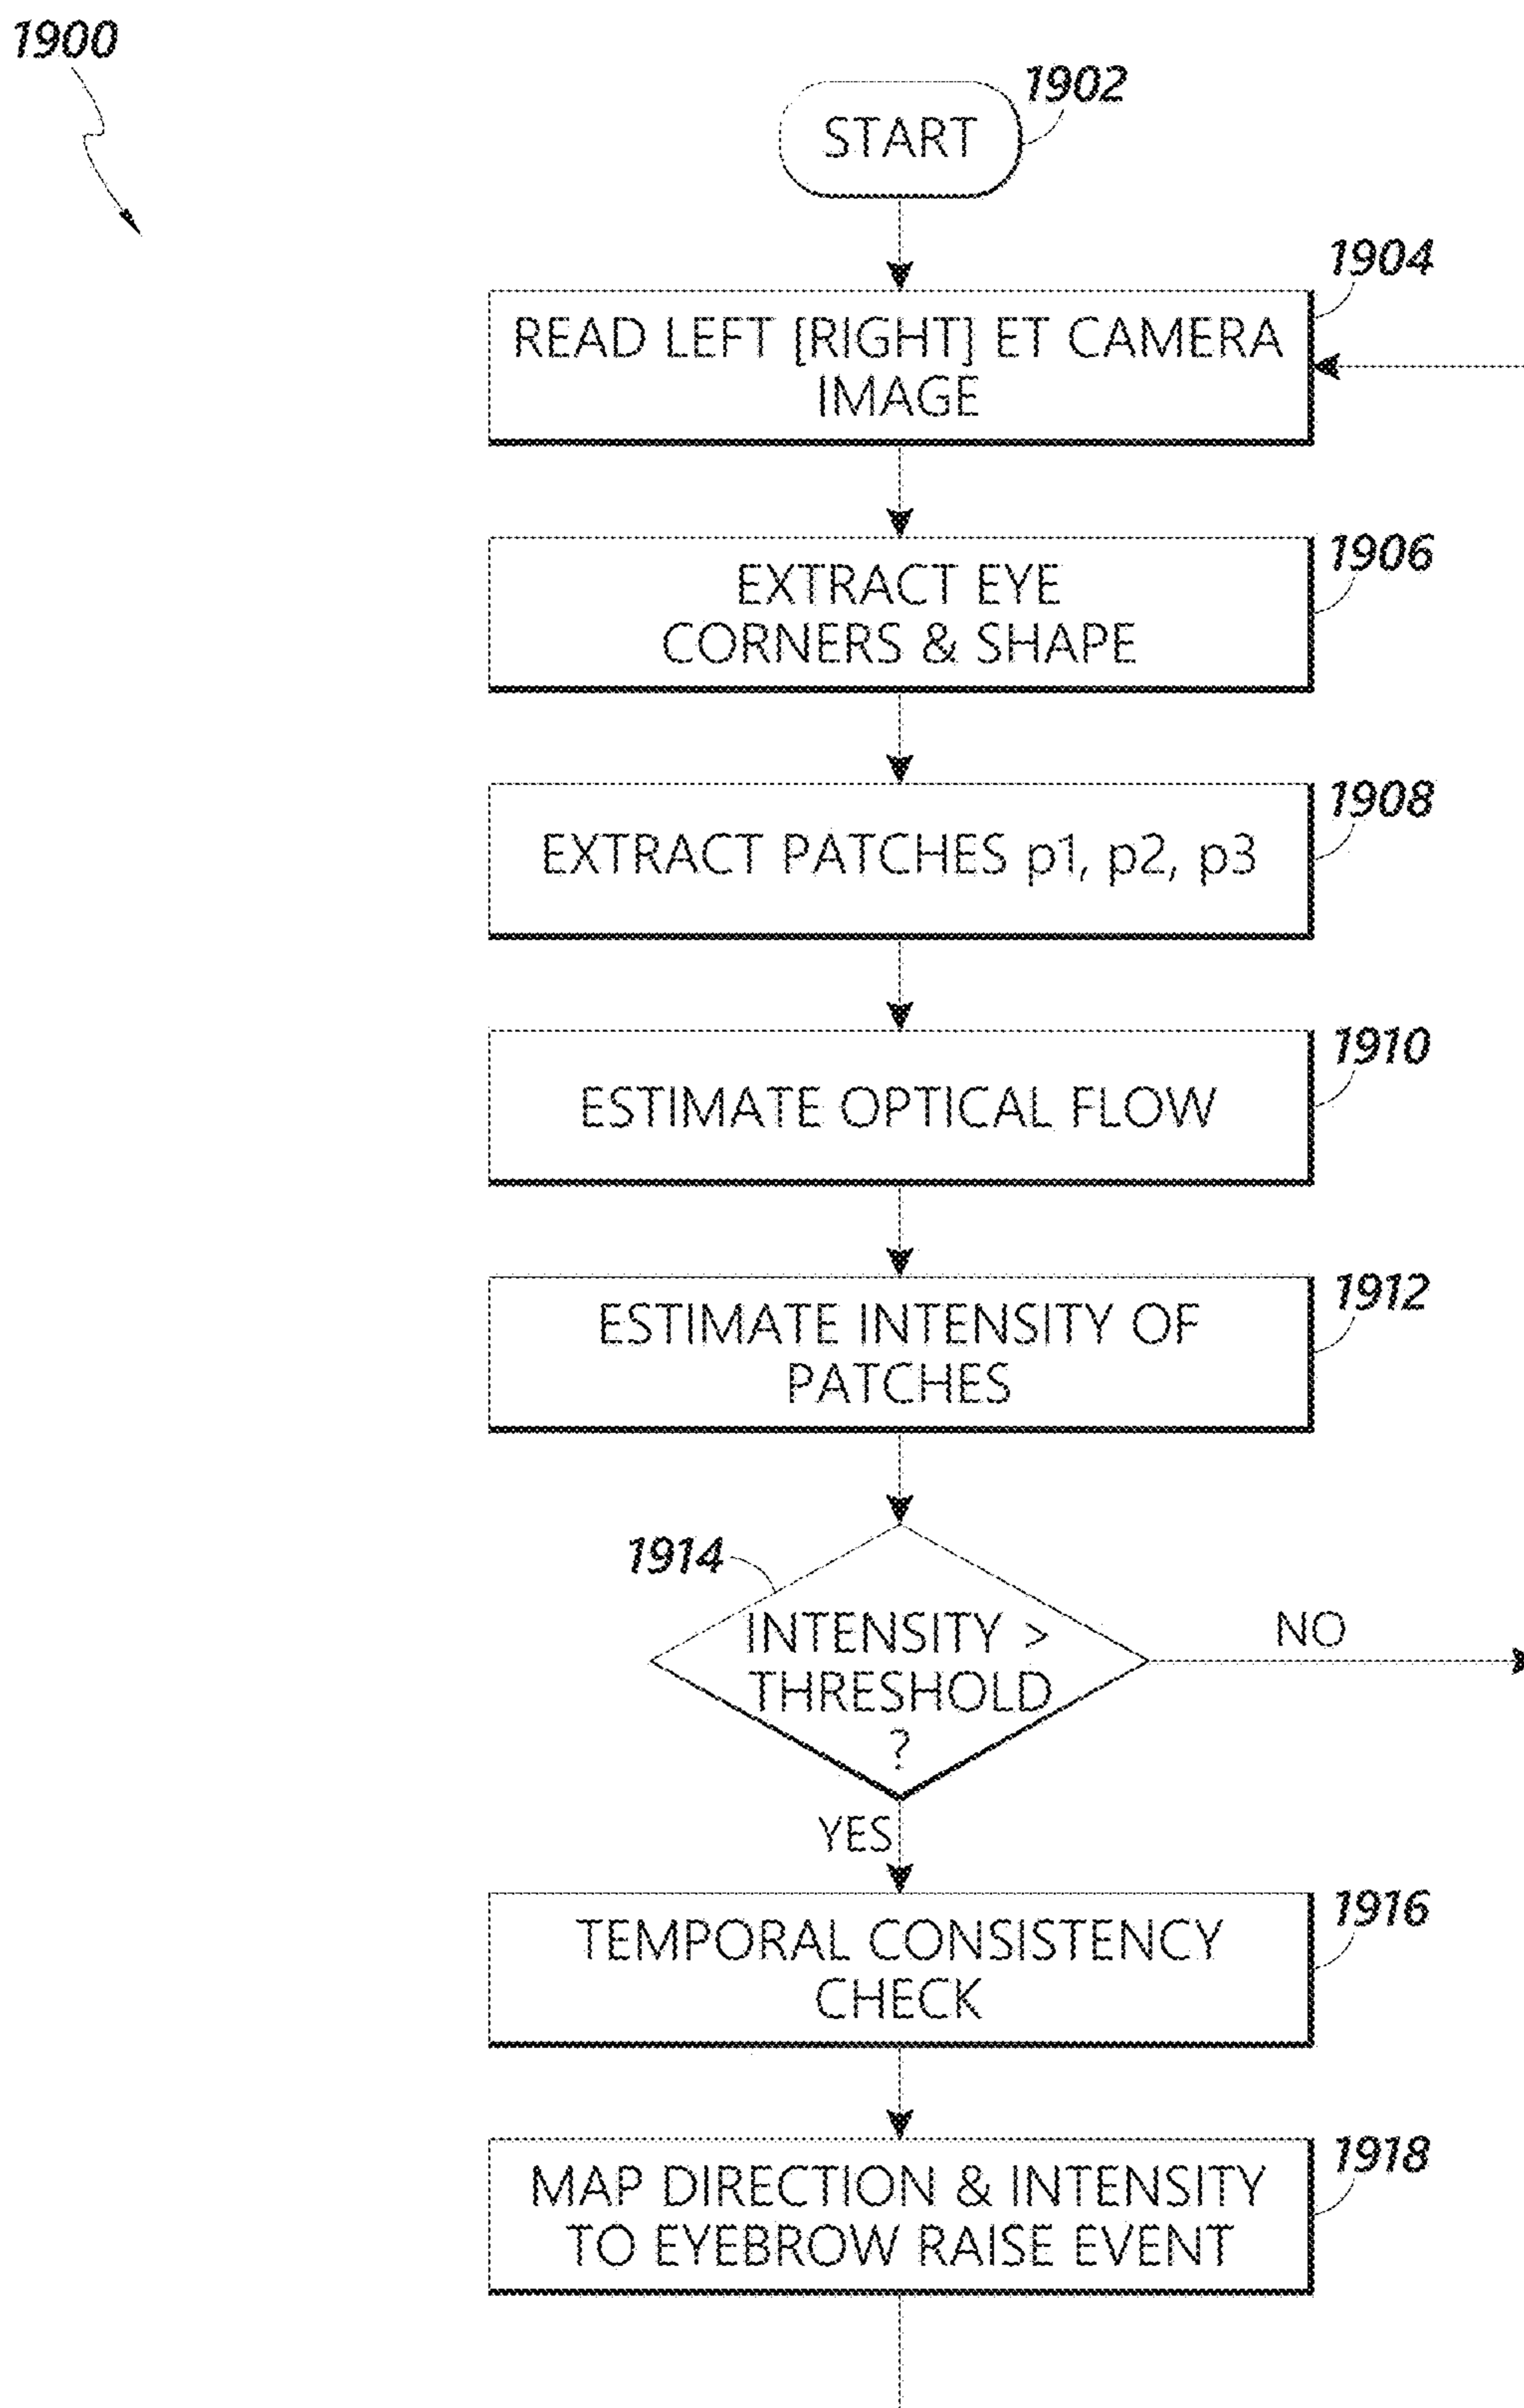 1900
START
1902
READ LEFT [RIGHT] ET CAMERA
IMAGE
1904
EXTRACT EYE
CORNERS & SHAPE
1906
EXTRACT PATCHES p1, p2, p3
1908
ESTIMATE OPTICAL FLOW
1910
ESTIMATE INTENSITY OF
PATCHES
1912
1914
INTENSITY >
THRESHOLD
?
NO
YES
TEMPORAL CONSISTENCY
CHECK
1916
MAP DIRECTION & INTENSITY
TO EYEBROW RAISE EVENT
1918